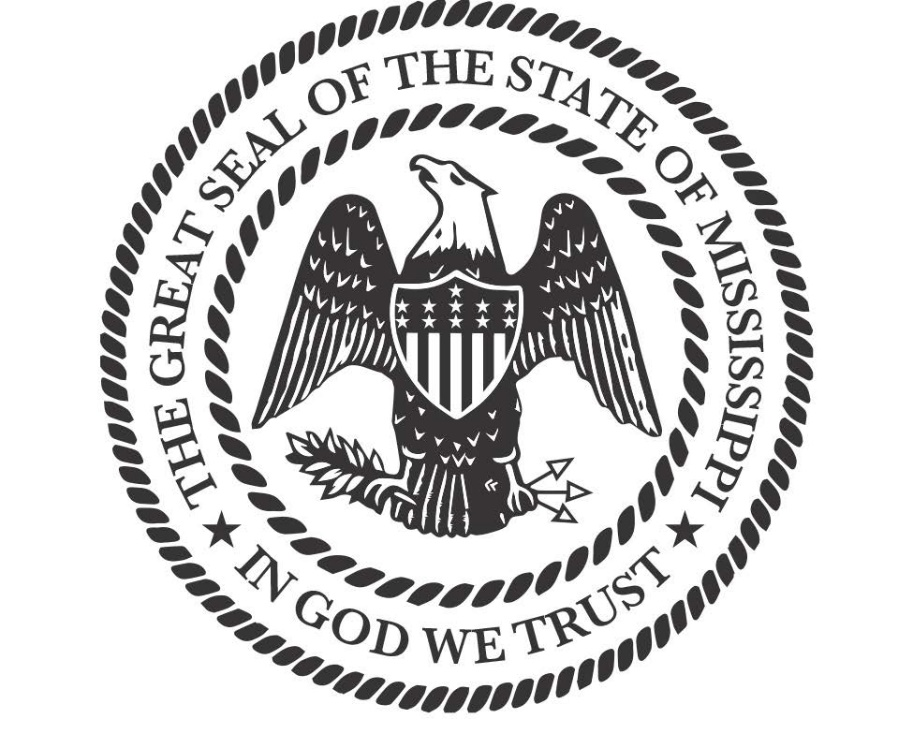 THE GREAT SEAL OF THE STATE OF MISSISSIPPI
IN GOD WE TRUST